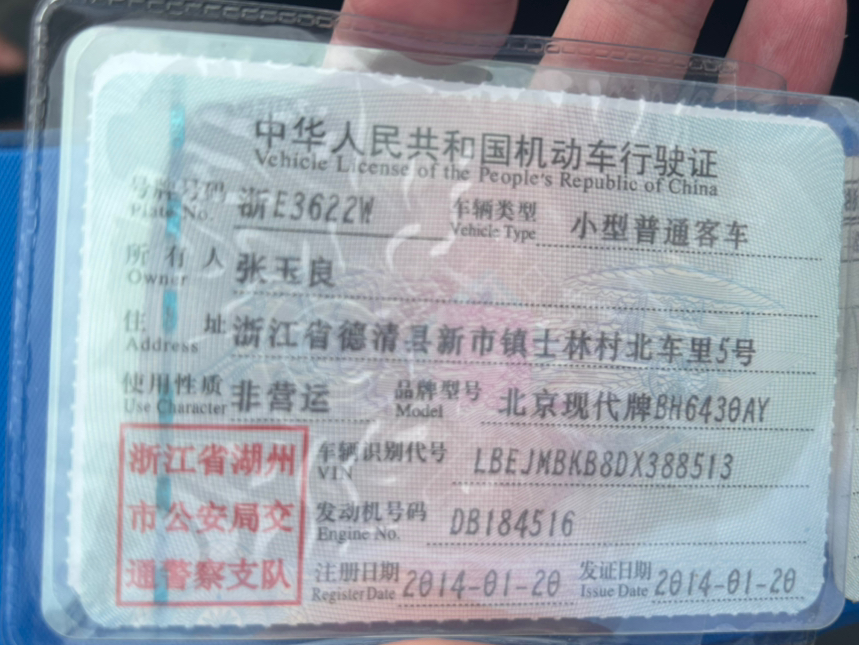 中华人民共和国机动车行驶证
Vehicle License of the People's Republic of China
号牌号码 浙E3622W 车辆类型 小型普通客车
Plate No. Vehicle Type
所有人 张玉良
Owner
住址 浙江省德清县新市镇士林村北车里5号
Address
使用性质 非营运 品牌型号 北京现代牌BH6430AY
Use Character Model
浙江省湖州 车辆识别代号 LBEJMBKB8DX388513
VIN
市公安局交 发动机号码 DB184516
Engine No.
通警察支队 注册日期 2014-01-20 发证日期 2014-01-20
Register Date Issue Date